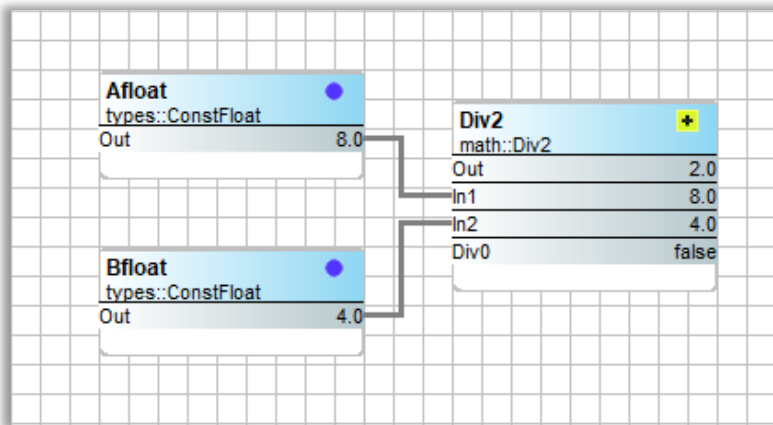 Afloat
types::ConstFloat
Out 8.0
Div2
math::Div2
Out 2.0
In1 8.0
In2 4.0
Div0 false
Bfloat
types::ConstFloat
Out 4.0